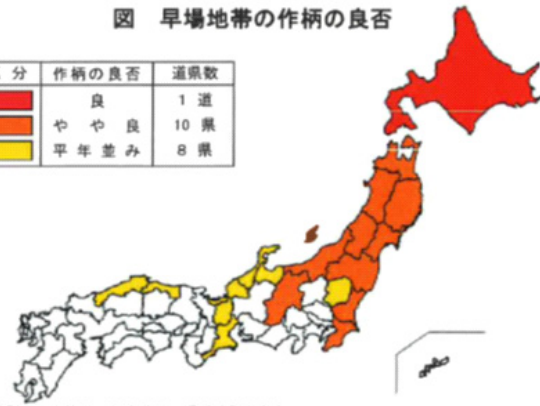 図 早場地帯の作柄の良否
分 作柄の良否 道県数
良 1 道
や や 良 10 県
平年並み 8 県